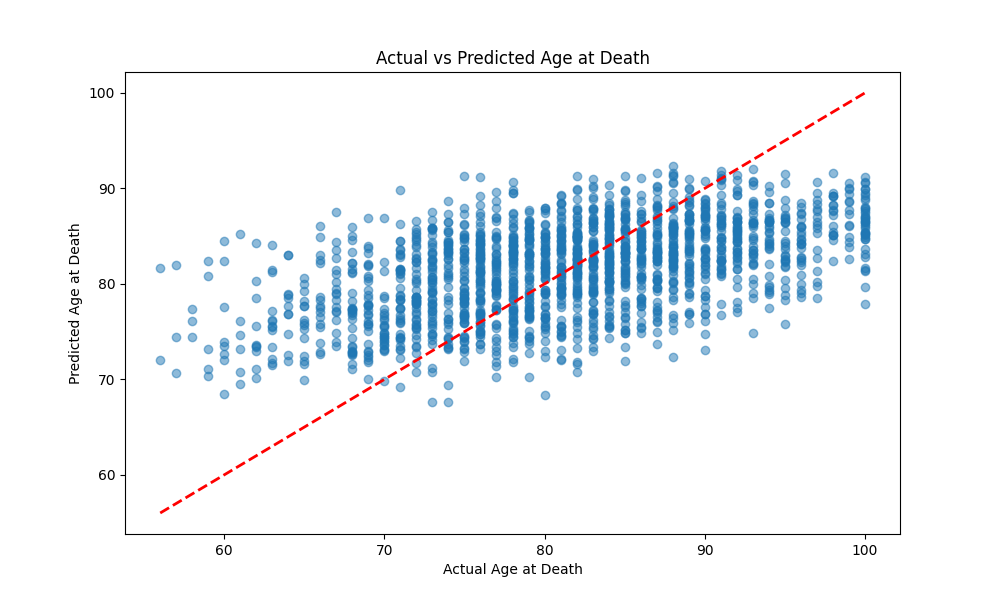 Actual vs Predicted Age at Death
100
90
80
70
60
Predicted Age at Death
60 70 80 90 100
Actual Age at Death